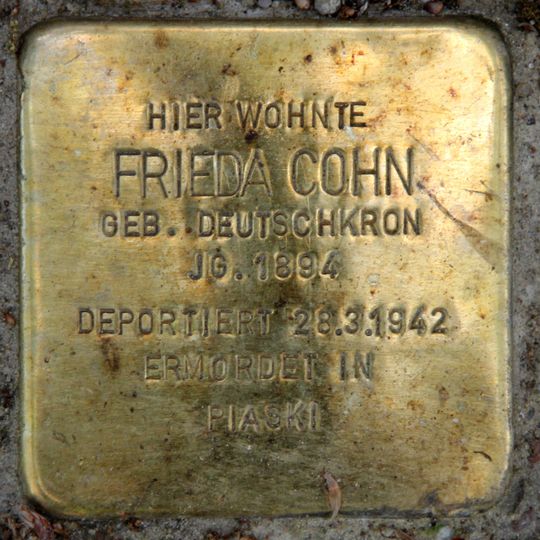 HIER WOHNTE
FRIEDA COHN
GEB. DEUTSCHKRON
JG. 1894
DEPORTIERT 28.3.1942
ERMORDET IN
PIASKI